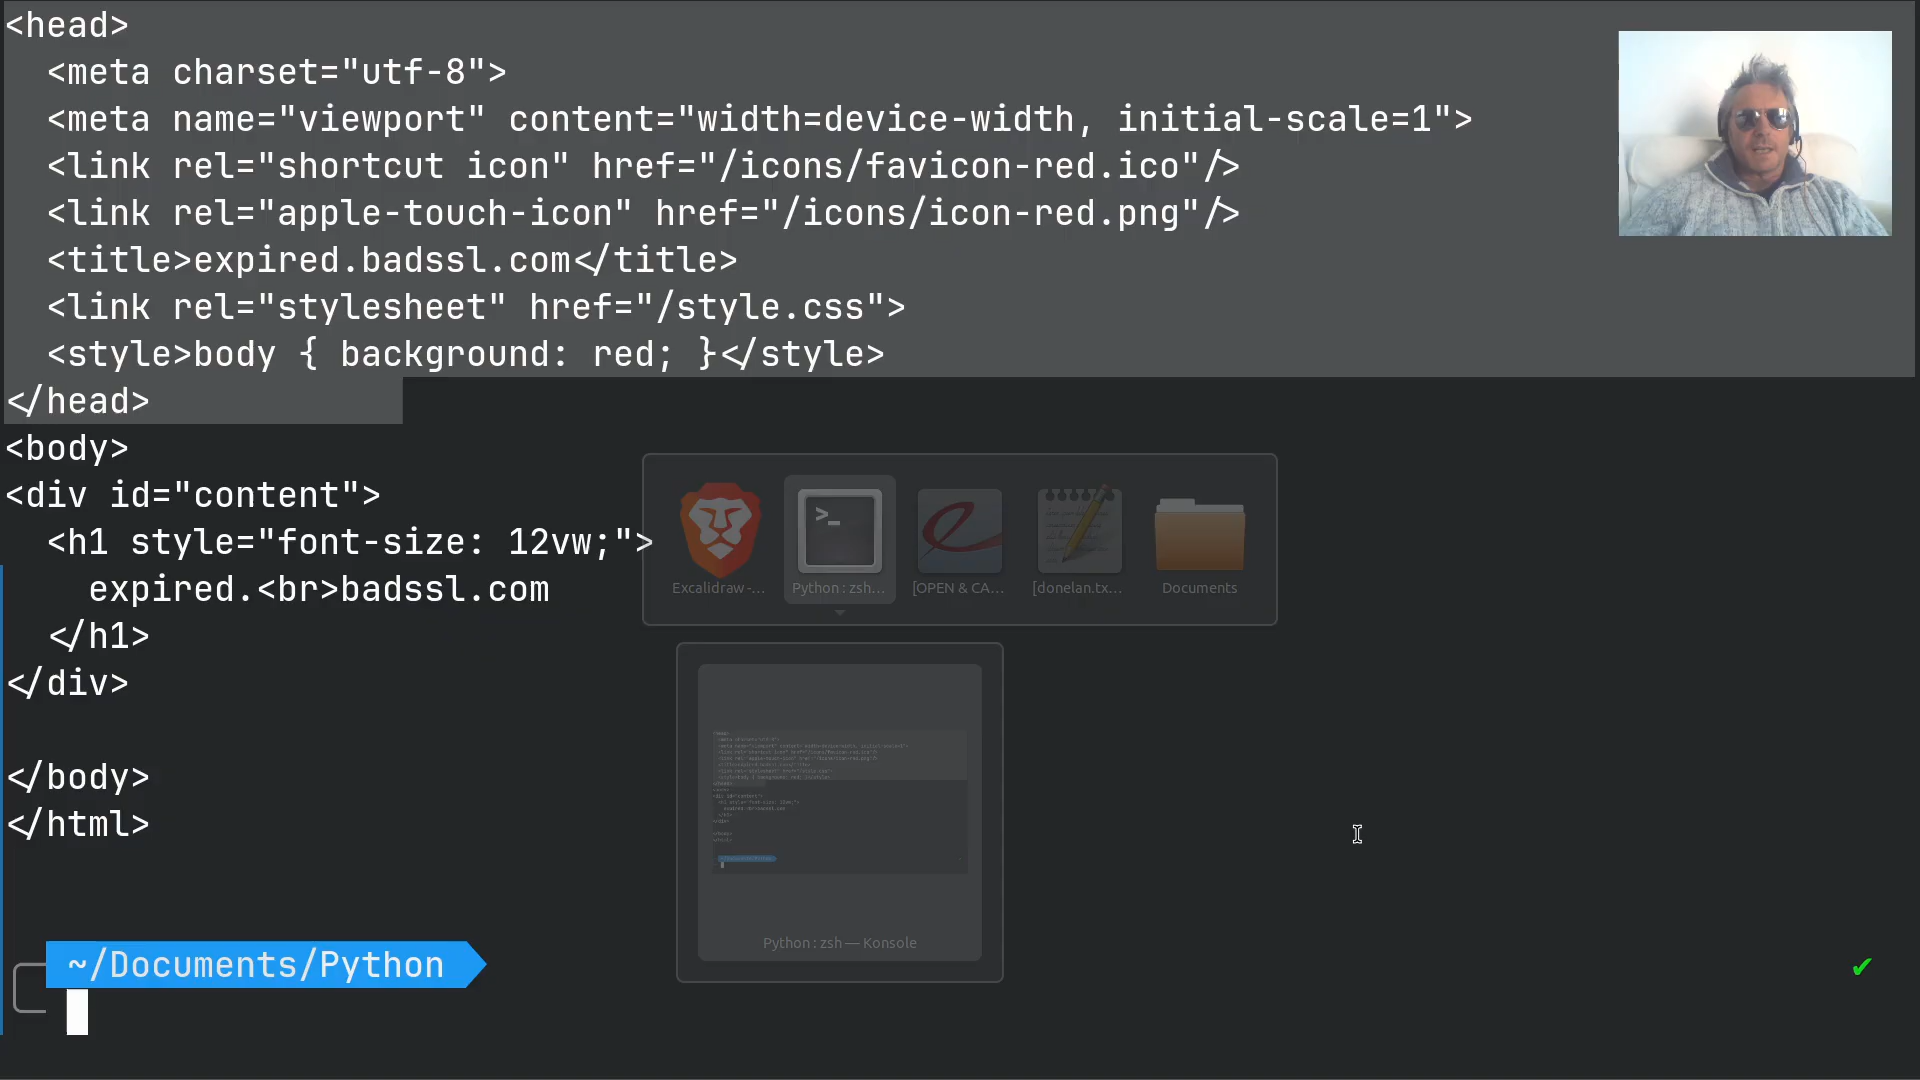 <head>
  <meta charset="utf-8">
  <meta name="viewport" content="width=device-width, initial-scale=1">
  <link rel="shortcut icon" href="/icons/favicon-red.ico"/>
  <link rel="apple-touch-icon" href="/icons/icon-red.png"/>
  <title>expired.badssl.com</title>
  <link rel="stylesheet" href="/style.css">
  <style>body { background: red; }</style>
</head>
<body>
<div id="content">
  <h1 style="font-size: 12vw;">
    expired.<br>badssl.com
  </h1>
</div>
</body>
</html>
Excalidraw -...
Python : zsh...
[OPEN & CA...
[donelan.tx...
Documents
Python : zsh — Konsole
~/Documents/Python